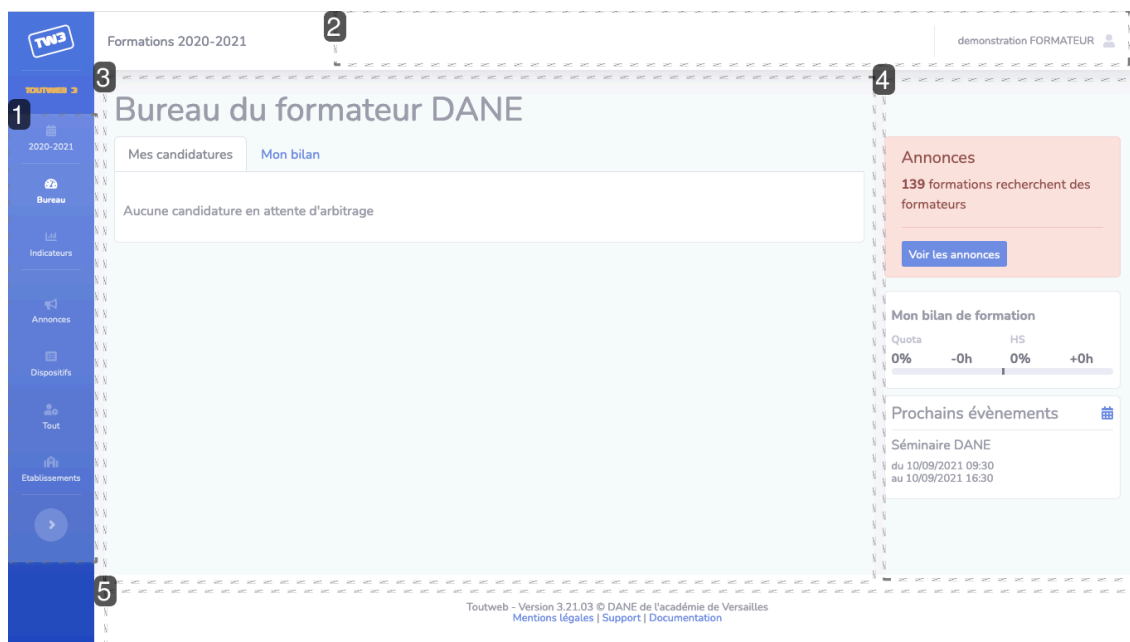 TW3
TOUTWEB 3
1
2020-2021
Bureau
Indicateurs
Annonces
Dispositifs
Tout
Etablissements
2
Formations 2020-2021
demonstration FORMATEUR
3
Bureau du formateur DANE
Mes candidatures
Mon bilan
Aucune candidature en attente d'arbitrage
4
Annonces
139 formations recherchent des
formateurs
Voir les annonces
Mon bilan de formation
Quota HS
0% -0h 0% +0h
Prochains évènements
Séminaire DANE
du 10/09/2021 09:30
au 10/09/2021 16:30
5
Toutweb - Version 3.21.03 © DANE de l'académie de Versailles
Mentions légales | Support | Documentation